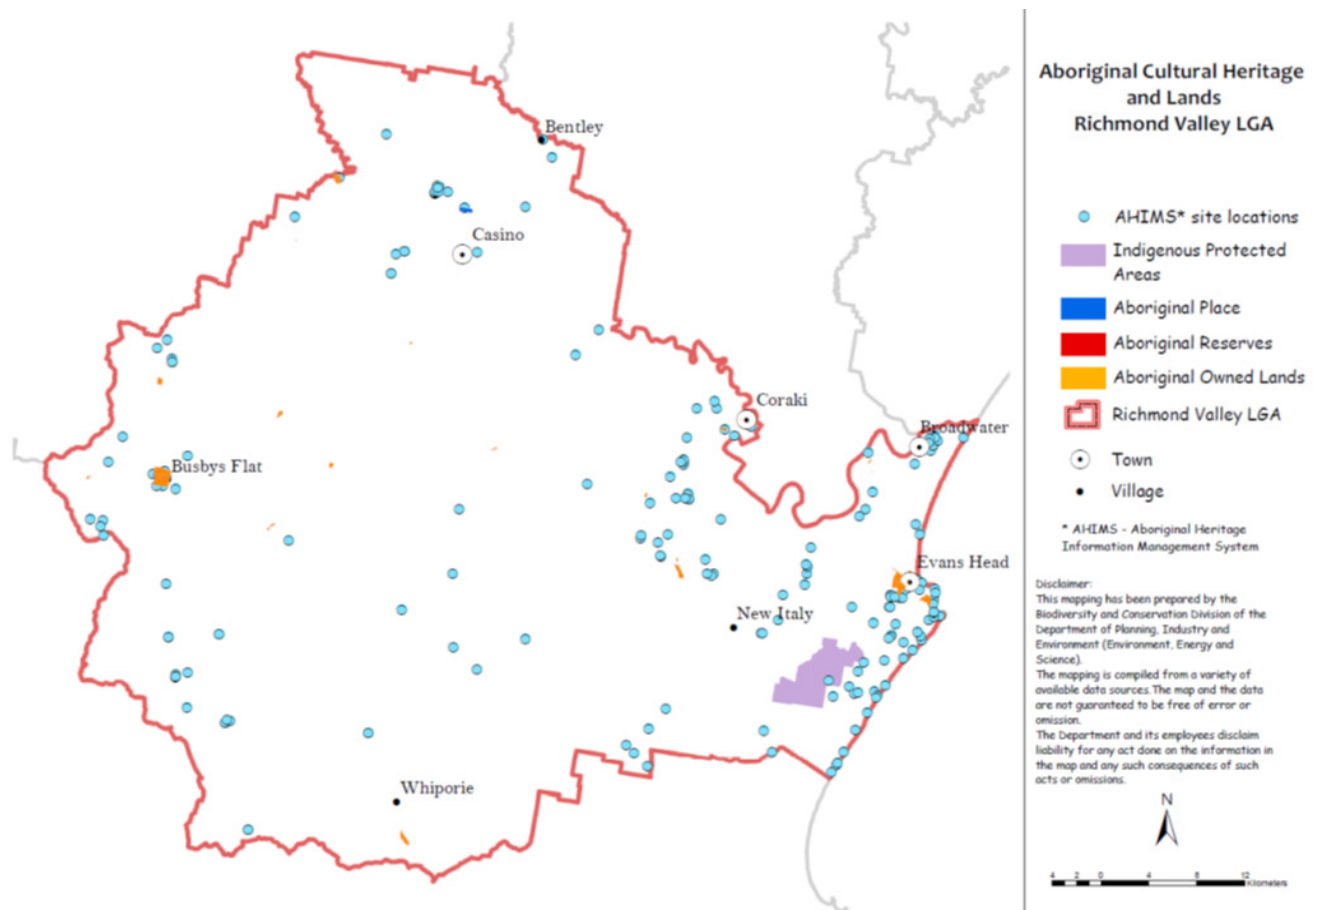 Aboriginal Cultural Heritage
and Lands
Richmond Valley LGA
Bentley
Casino
Coraki
Broadwater
Busbys Flat
Evans Head
New Italy
Whiporie
AHIMS* site locations
Indigenous Protected
Areas
Aboriginal Place
Aboriginal Reserves
Aboriginal Owned Lands
Richmond Valley LGA
Town
Village
* AHIMS - Aboriginal Heritage
Information Management System
Disclaimer:
This mapping has been prepared by the
Biodiversity and Conservation Division of the
Department of Planning, Industry and
Environment (Environment, Energy and
Science).
The mapping is compiled from a variety of
available data sources. The map and the data
are not guaranteed to be free of error or
omission.
The Department and its employees disclaim
liability for any act done on the information in
the map and any such consequences of such
acts or omissions.
N
4 2 0 4 8 12
Kilometers